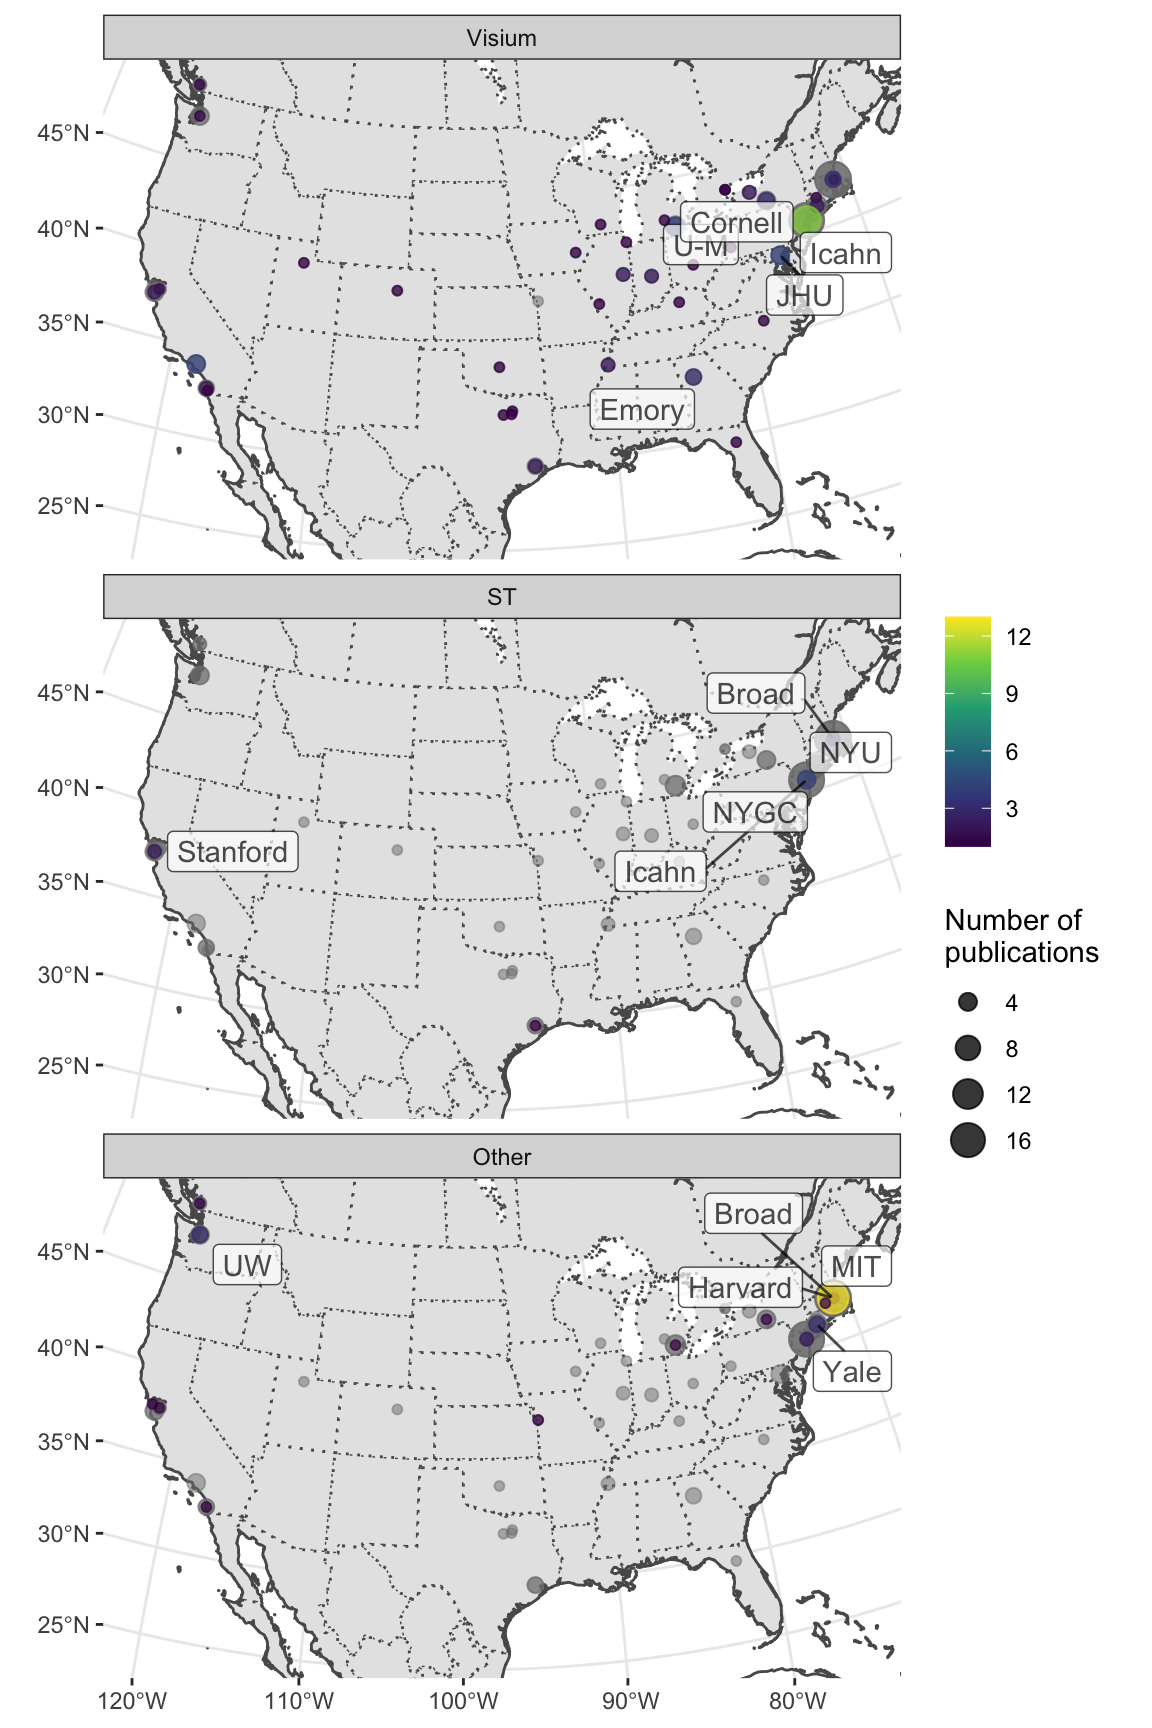 Visium
45°N
40°N
35°N
30°N
25°N
Cornell
U-M
Icahn
JHU
Emory
ST
45°N
40°N
35°N
30°N
25°N
Broad
NYU
NYGC
Icahn
Stanford
12
9
6
3
Number of
publications
4
8
12
16
Other
45°N
40°N
35°N
30°N
25°N
Broad
MIT
UW
Harvard
Yale
120°W
110°W
100°W
90°W
80°W